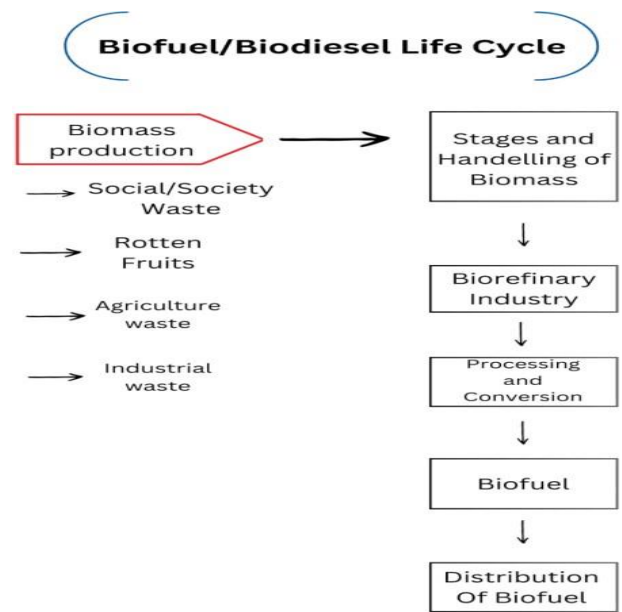 Biofuel/Biodiesel Life Cycle
Biomass
production
Social/Society
Waste
Rotten
Fruits
Agriculture
waste
Industrial
waste
Stages and
Handelling of
Biomass
Biorefinary
Industry
Processing
and
Conversion
Biofuel
Distribution
Of Biofuel